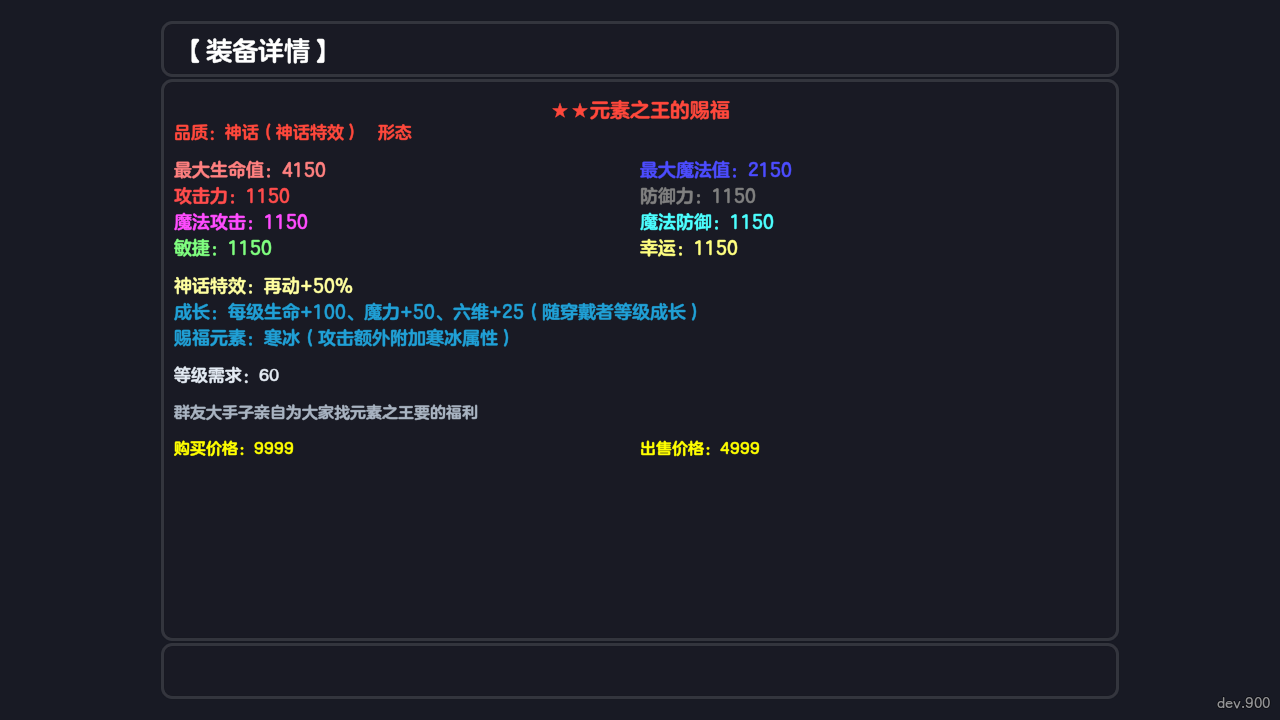 【装备详情】
★★元素之王的赐福
品质：神话（神话特效） 形态
最大生命值：4150 最大魔法值：2150
攻击力：1150 防御力：1150
魔法攻击：1150 魔法防御：1150
敏捷：1150 幸运：1150
神话特效：再动+50%
成长：每级生命+100、魔力+50、六维+25（随穿戴者等级成长）
赐福元素：寒冰（攻击额外附加寒冰属性）
等级需求：60
群友大手子亲自为大家找元素之王要的福利
购买价格：9999 出售价格：4999
dev.900